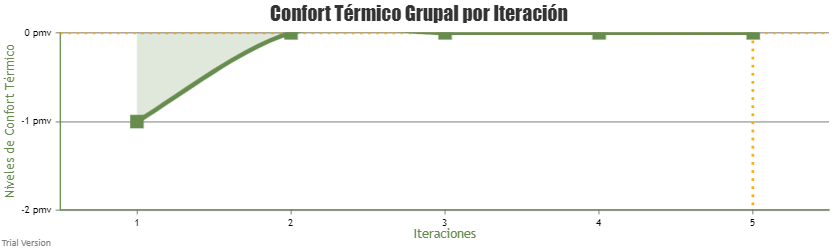 Confort Térmico Grupal por Iteración
0 pmv
-1 pmv
-2 pmv
Niveles de Confort Térmico
1 2 3 4 5
Iteraciones
Trial Version